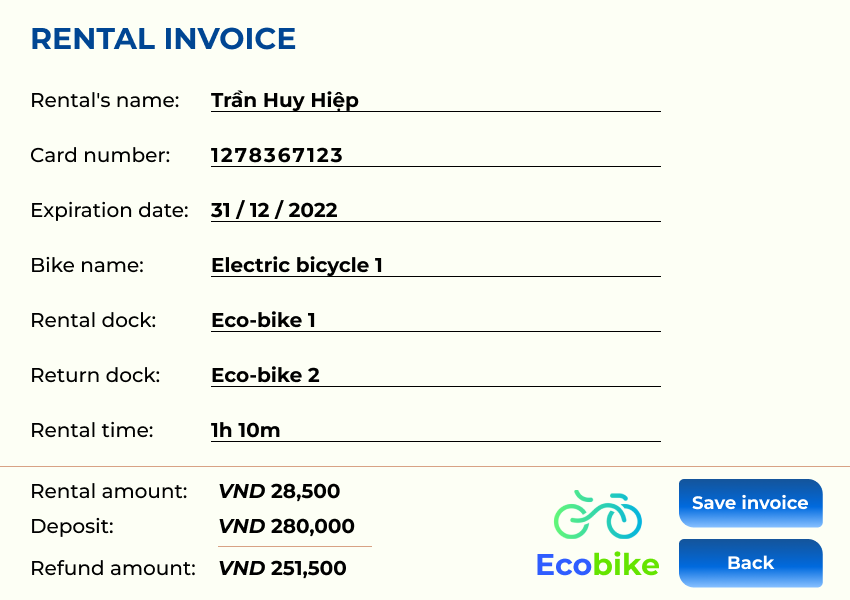 RENTAL INVOICE
Rental's name: Trần Huy Hiệp
Card number: 1278367123
Expiration date: 31 / 12 / 2022
Bike name: Electric bicycle 1
Rental dock: Eco-bike 1
Return dock: Eco-bike 2
Rental time: 1h 10m
Rental amount: VND 28,500
Deposit: VND 280,000
Refund amount: VND 251,500
Ecobike
Save invoice
Back